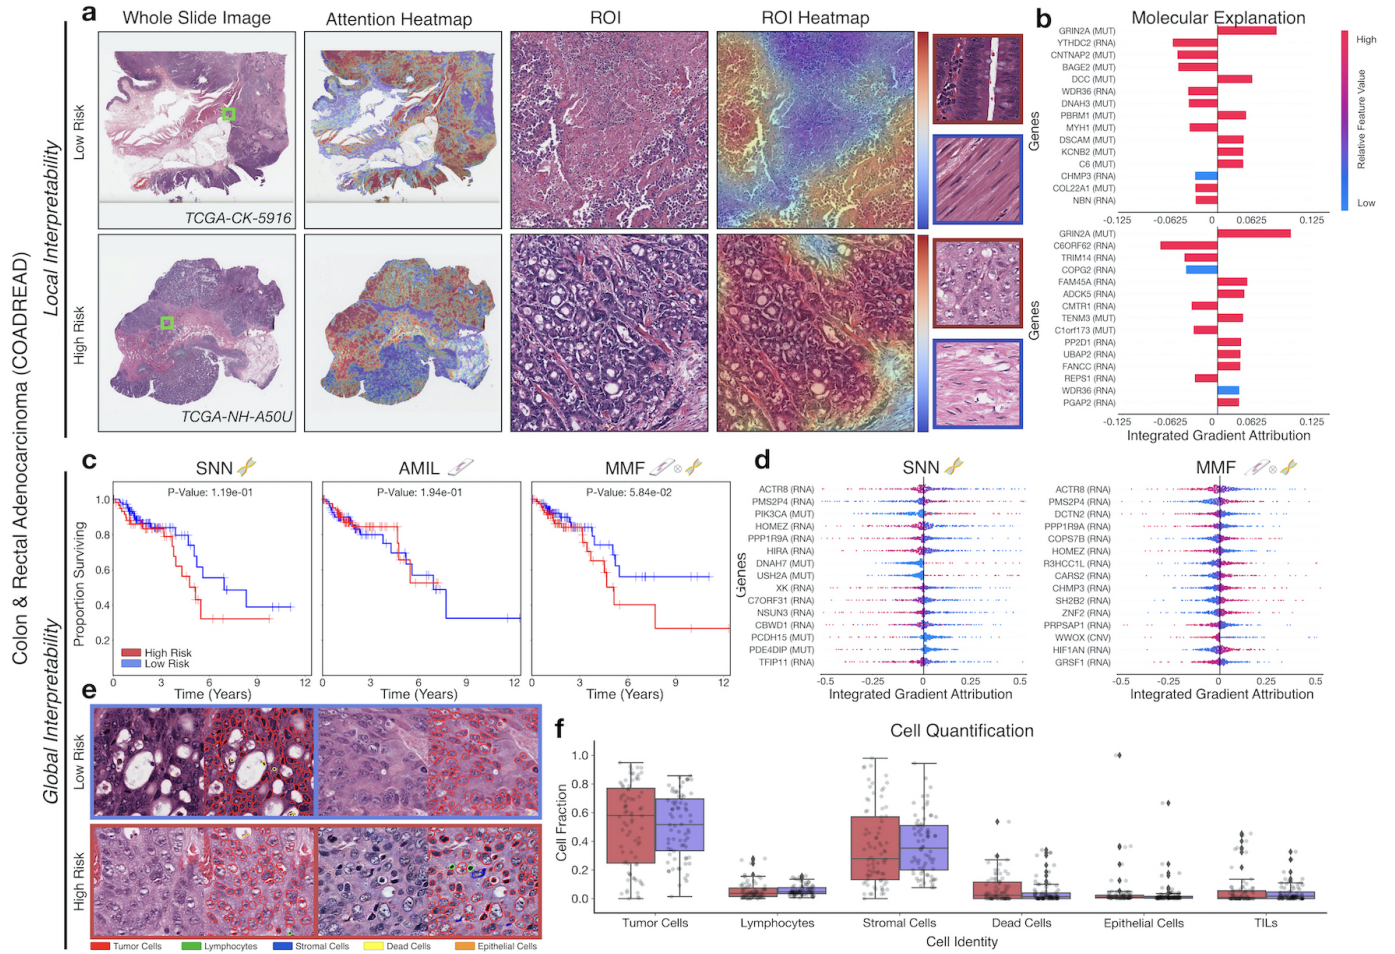 a
Whole Slide Image
Attention Heatmap
ROI
ROI Heatmap
b
Molecular Explanation
Colon & Rectal Adenocarcinoma (COADREAD)
Local Interpretability
Low Risk
TCGA-CK-5916
High Risk
TCGA-NH-A50U
Genes
GRIN2A (MUT)
YTHDC2 (RNA)
CNTNAP2 (MUT)
BAGE2 (MUT)
DCC (MUT)
WDR36 (RNA)
DNAH3 (MUT)
PBRM1 (MUT)
MYH1 (MUT)
DSCAM (MUT)
KCNB2 (MUT)
C6 (MUT)
CHMP3 (RNA)
COL22A1 (MUT)
NBN (RNA)
-0.125 -0.0625 0 0.0625 0.125
High
Relative Feature Value
Low
Genes
GRIN2A (MUT)
C6ORF62 (RNA)
TRIM14 (RNA)
COPG2 (RNA)
FAM45A (RNA)
ADCK5 (RNA)
CMTR1 (RNA)
TENM3 (MUT)
C1orf173 (MUT)
PP2D1 (RNA)
UBAP2 (RNA)
FANCC (RNA)
REPS1 (RNA)
WDR36 (RNA)
PGAP2 (RNA)
-0.125 -0.0625 0 0.0625 0.125
Integrated Gradient Attribution
Global Interpretability
c
SNN
AMIL
MMF
P-Value: 1.19e-01
P-Value: 1.94e-01
P-Value: 5.84e-02
Proportion Surviving
1.0
0.8
0.6
0.4
0.2
High Risk
Low Risk
0 3 6 9 12
0 3 6 9 12
0 3 6 9 12
Time (Years)
Time (Years)
Time (Years)
d
SNN
MMF
Genes
ACTR8 (RNA)
PMS2P4 (RNA)
PIK3CA (MUT)
HOMEZ (RNA)
PPP1R9A (RNA)
HIRA (RNA)
DNAH7 (MUT)
USH2A (MUT)
XK (RNA)
C7ORF31 (RNA)
NSUN3 (RNA)
CBWD1 (RNA)
PCDH15 (MUT)
PDE4DIP (MUT)
TFIP11 (RNA)
-0.5 -0.25 0 0.25 0.5
Integrated Gradient Attribution
ACTR8 (RNA)
PMS2P4 (RNA)
DCTN2 (RNA)
PPP1R9A (RNA)
COPS7B (RNA)
HOMEZ (RNA)
R3HCC1L (RNA)
CARS2 (RNA)
CHMP3 (RNA)
SH2B2 (RNA)
ZNF2 (RNA)
PRPSAP1 (RNA)
WWOX (CNV)
HIF1AN (RNA)
GRSF1 (RNA)
-0.5 -0.25 0 0.25 0.5
Integrated Gradient Attribution
e
Low Risk
High Risk
Tumor Cells
Lymphocytes
Stromal Cells
Dead Cells
Epithelial Cells
f
Cell Quantification
Cell Fraction
1.0
0.8
0.6
0.4
0.2
0.0
Tumor Cells
Lymphocytes
Stromal Cells
Dead Cells
Epithelial Cells
TILs
Cell Identity